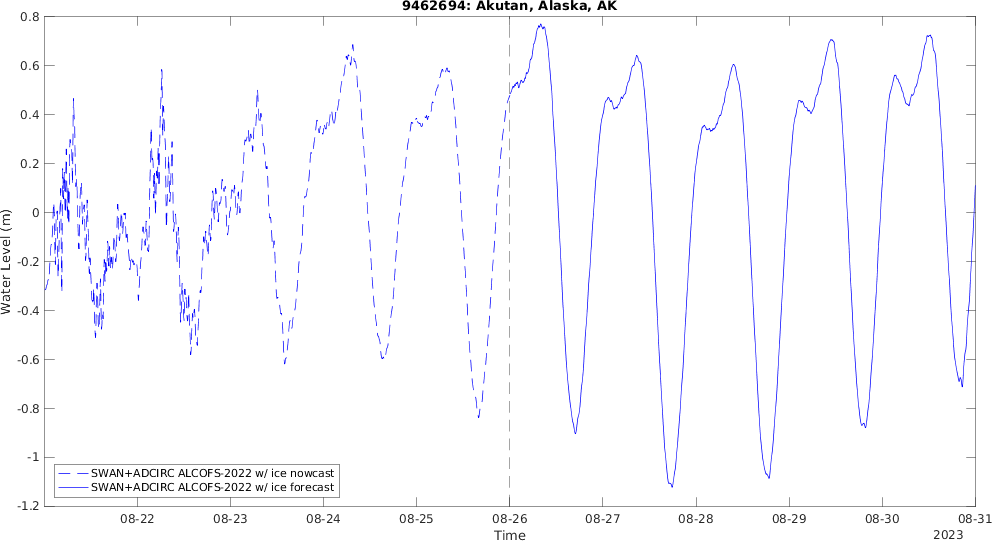 9462694: Akutan, Alaska, AK
Water Level (m)
0.8
0.6
0.4
0.2
0
-0.2
-0.4
-0.6
-0.8
-1
-1.2
SWAN+ADCIRC ALCOFS-2022 w/ ice nowcast
SWAN+ADCIRC ALCOFS-2022 w/ ice forecast
08-22 08-23 08-24 08-25 08-26 08-27 08-28 08-29 08-30 08-31
Time
2023